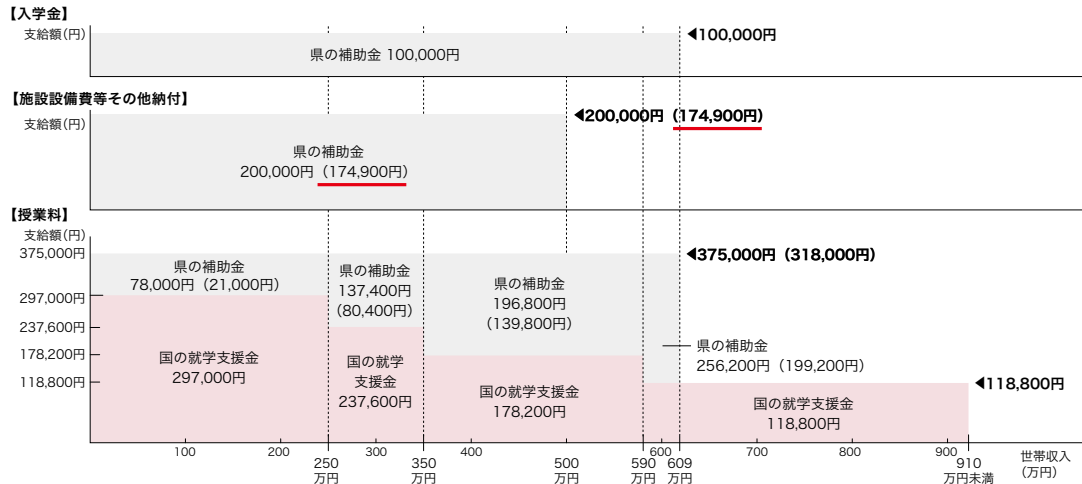 【入学金】
支給額（円）
◀100,000円
県の補助金 100,000円
【施設設備費等その他納付】
支給額（円）
◀200,000円（174,900円）
県の補助金
200,000円（174,900円）
【授業料】
支給額（円）
375,000円
◀375,000円（318,000円）
県の補助金
78,000円（21,000円）
県の補助金
137,400円
（80,400円）
県の補助金
196,800円
（139,800円）
297,000円
237,600円
178,200円
118,800円
県の補助金
256,200円（199,200円）
国の就学支援金
297,000円
国の就学
支援金
237,600円
国の就学支援金
178,200円
国の就学支援金
118,800円
◀118,800円
100
200
250
万円
300
350
万円
400
500
万円
590
万円
600
609
万円
700
800
900
910
万円未満
世帯収入
（万円）